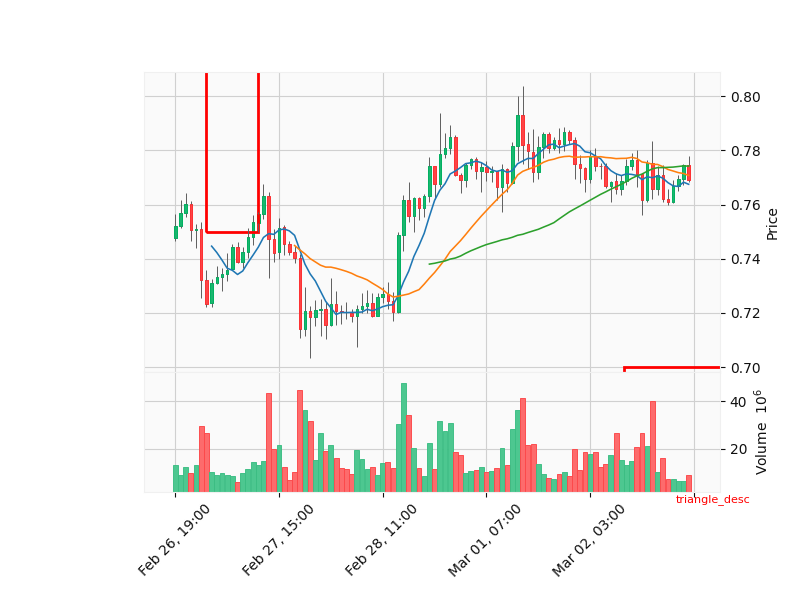 0.80
0.78
0.76
0.74
0.72
0.70
Price
40
20
Volume 10^6
triangle_desc
Feb 26, 19:00
Feb 27, 15:00
Feb 28, 11:00
Mar 01, 07:00
Mar 02, 03:00